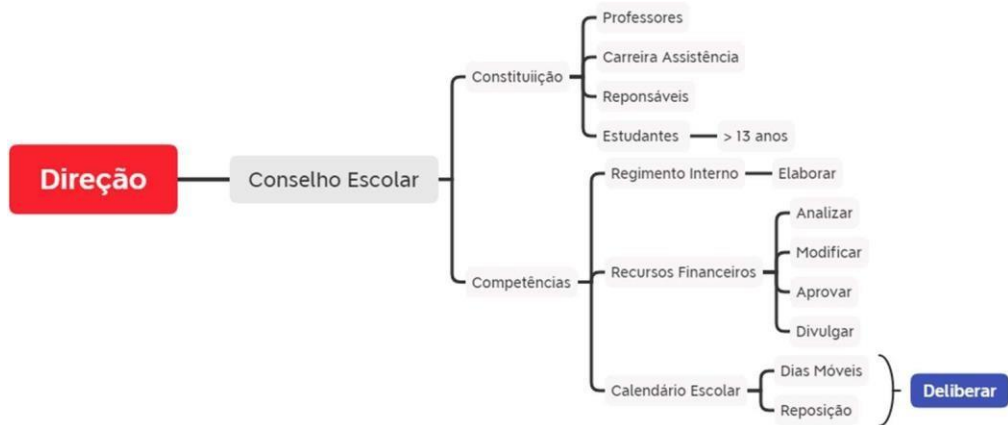 Direção
Conselho Escolar
Constituiição
Professores
Carreira Assistência
Reponsáveis
Estudantes
> 13 anos
Competências
Regimento Interno
Elaborar
Recursos Financeiros
Analizar
Modificar
Aprovar
Divulgar
Calendário Escolar
Dias Móveis
Reposição
Deliberar